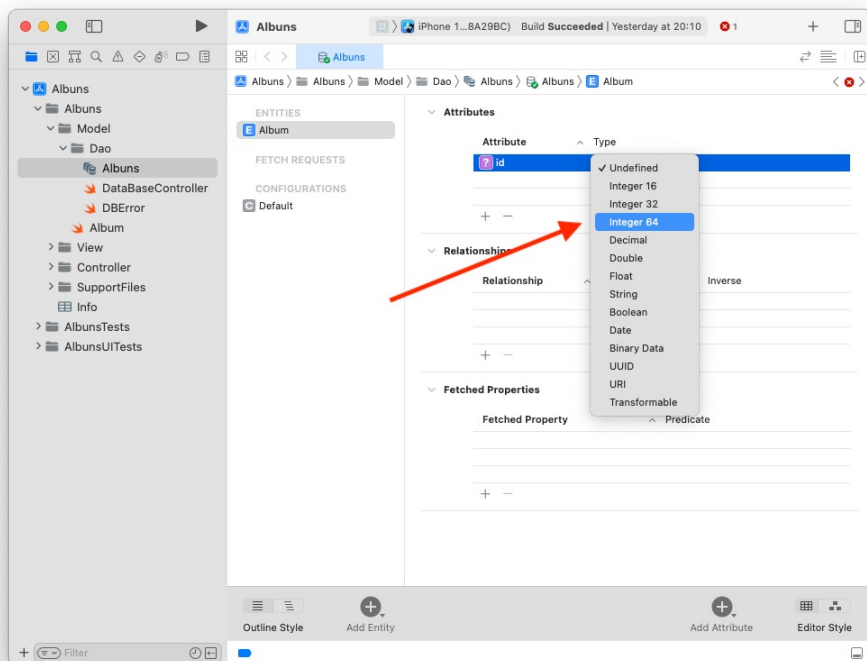 Albuns
iPhone 1...8A29BC) Build Succeeded | Yesterday at 20:10 1
Albuns
Albuns Albuns Model Dao Albuns Albuns E Album
Albuns
Albuns
Model
Dao
Albuns
DataBaseController
DBError
Album
View
Controller
SupportFiles
Info
AlbunsTests
AlbunsUITests
Filter
ENTITIES
E Album
FETCH REQUESTS
CONFIGURATIONS
C Default
Attributes
Attribute Type
? id
Undefined
Integer 16
Integer 32
Integer 64
Decimal
Double
Float
String
Boolean
Date
Binary Data
UUID
URI
Transformable
Relationships
Relationship Inverse
Fetched Properties
Fetched Property Predicate
Outline Style Add Entity Add Attribute Editor Style